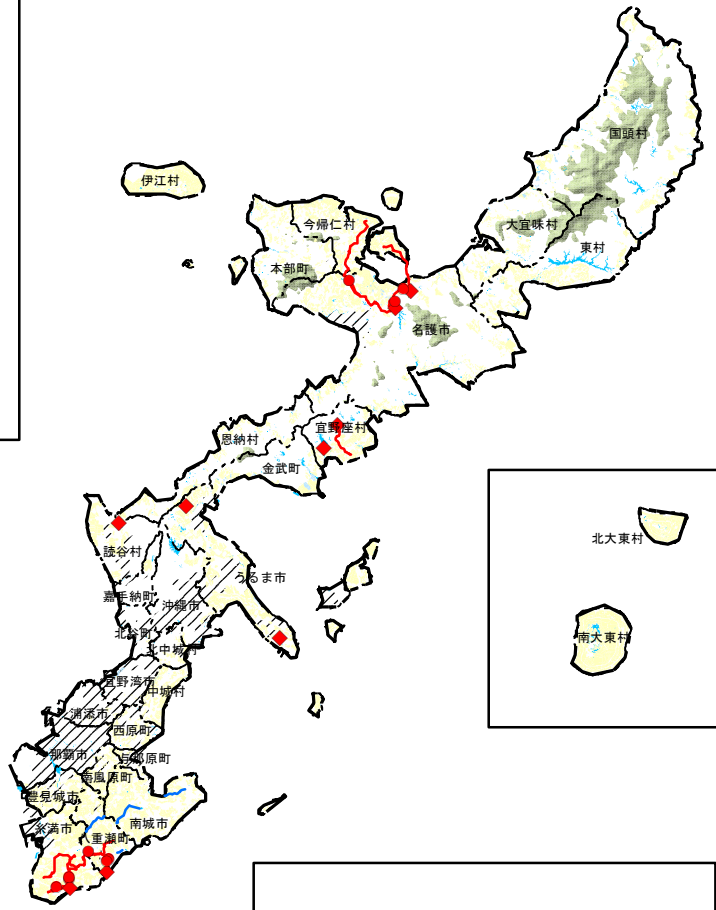 国頭村
伊江村
今帰仁村
大宜味村
東村
本部町
名護市
宜野座村
恩納村
金武町
北大東村
読谷村
うるま市
嘉手納町
沖縄市
北谷町
南大東村
北中城村
宜野湾市
中城村
浦添市
西原町
那覇市
与那原町
南風原町
豊見城市
糸満市
南城市
八重瀬町